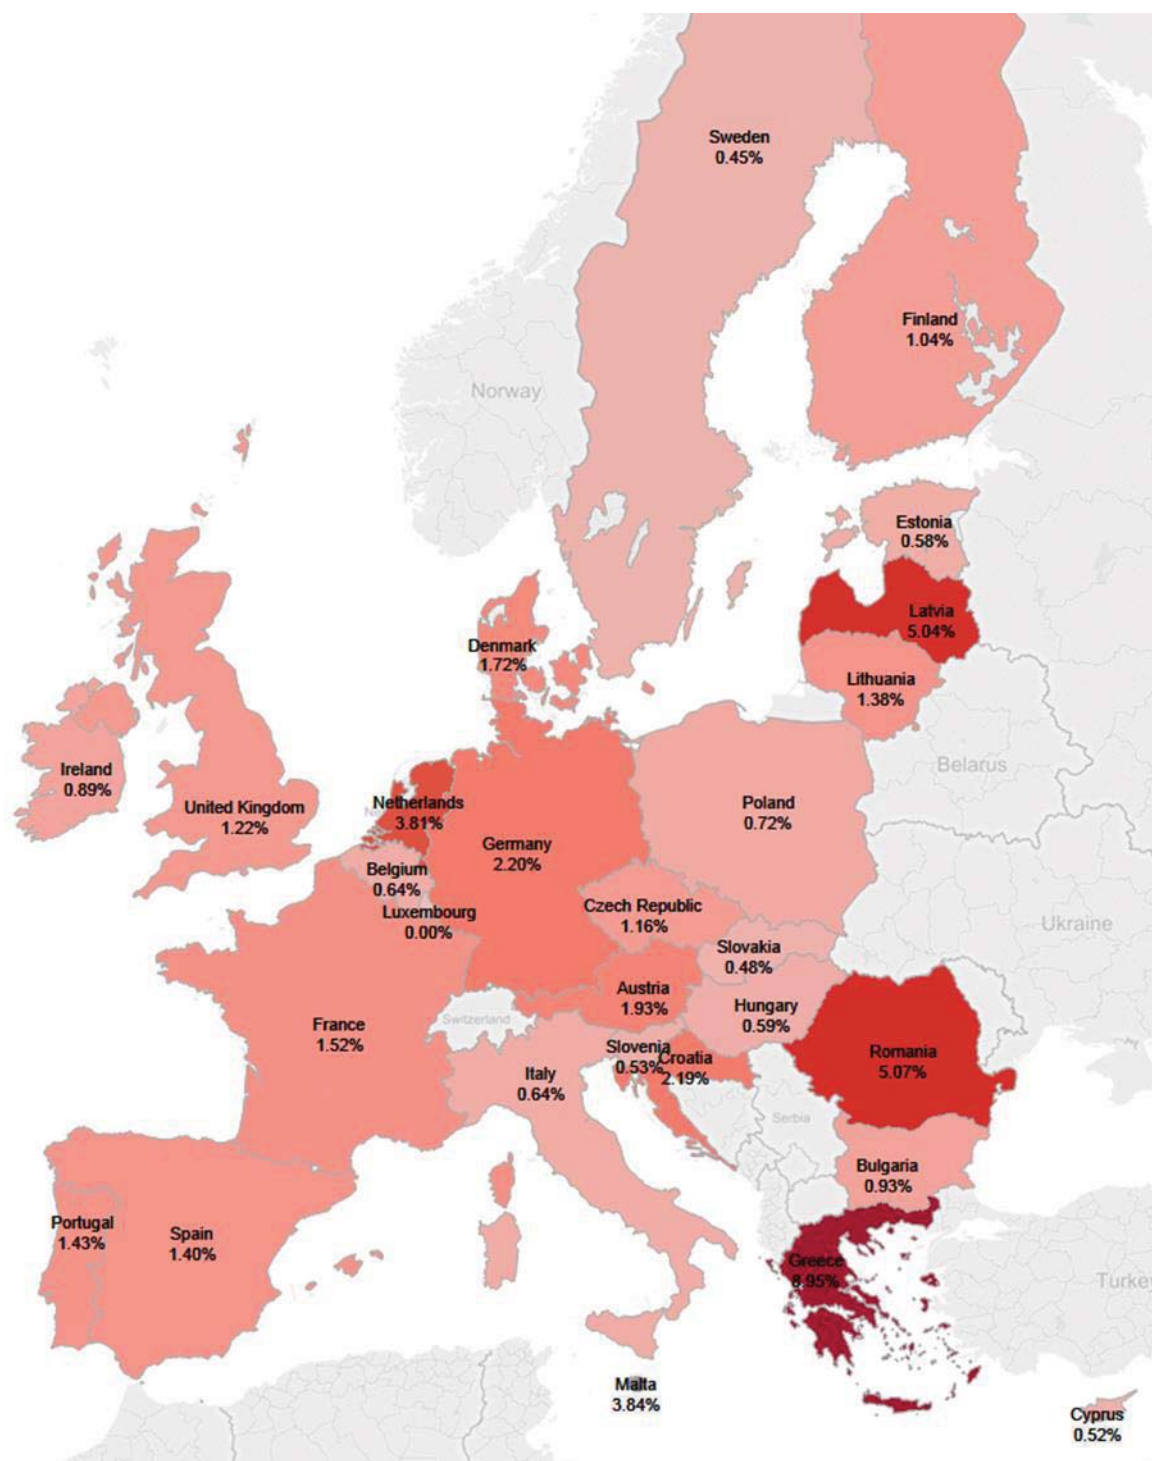 Sweden
0.45%
Finland
1.04%
Norway
Estonia
0.58%
Latvia
5.04%
Denmark
1.72%
Lithuania
1.38%
Ireland
0.89%
United Kingdom
1.22%
Netherlands
3.81%
Belarus
Poland
0.72%
Germany
2.20%
Belgium
0.64%
Luxembourg
0.00%
Czech Republic
1.16%
Ukraine
Slovakia
0.48%
Austria
1.93%
Hungary
0.59%
Switzerland
France
1.52%
Slovenia
0.53%
Croatia
2.19%
Romania
5.07%
Italy
0.64%
Serbia
Bulgaria
0.93%
Portugal
1.43%
Spain
1.40%
Greece
8.95%
Turkey
Malta
3.84%
Cyprus
0.52%